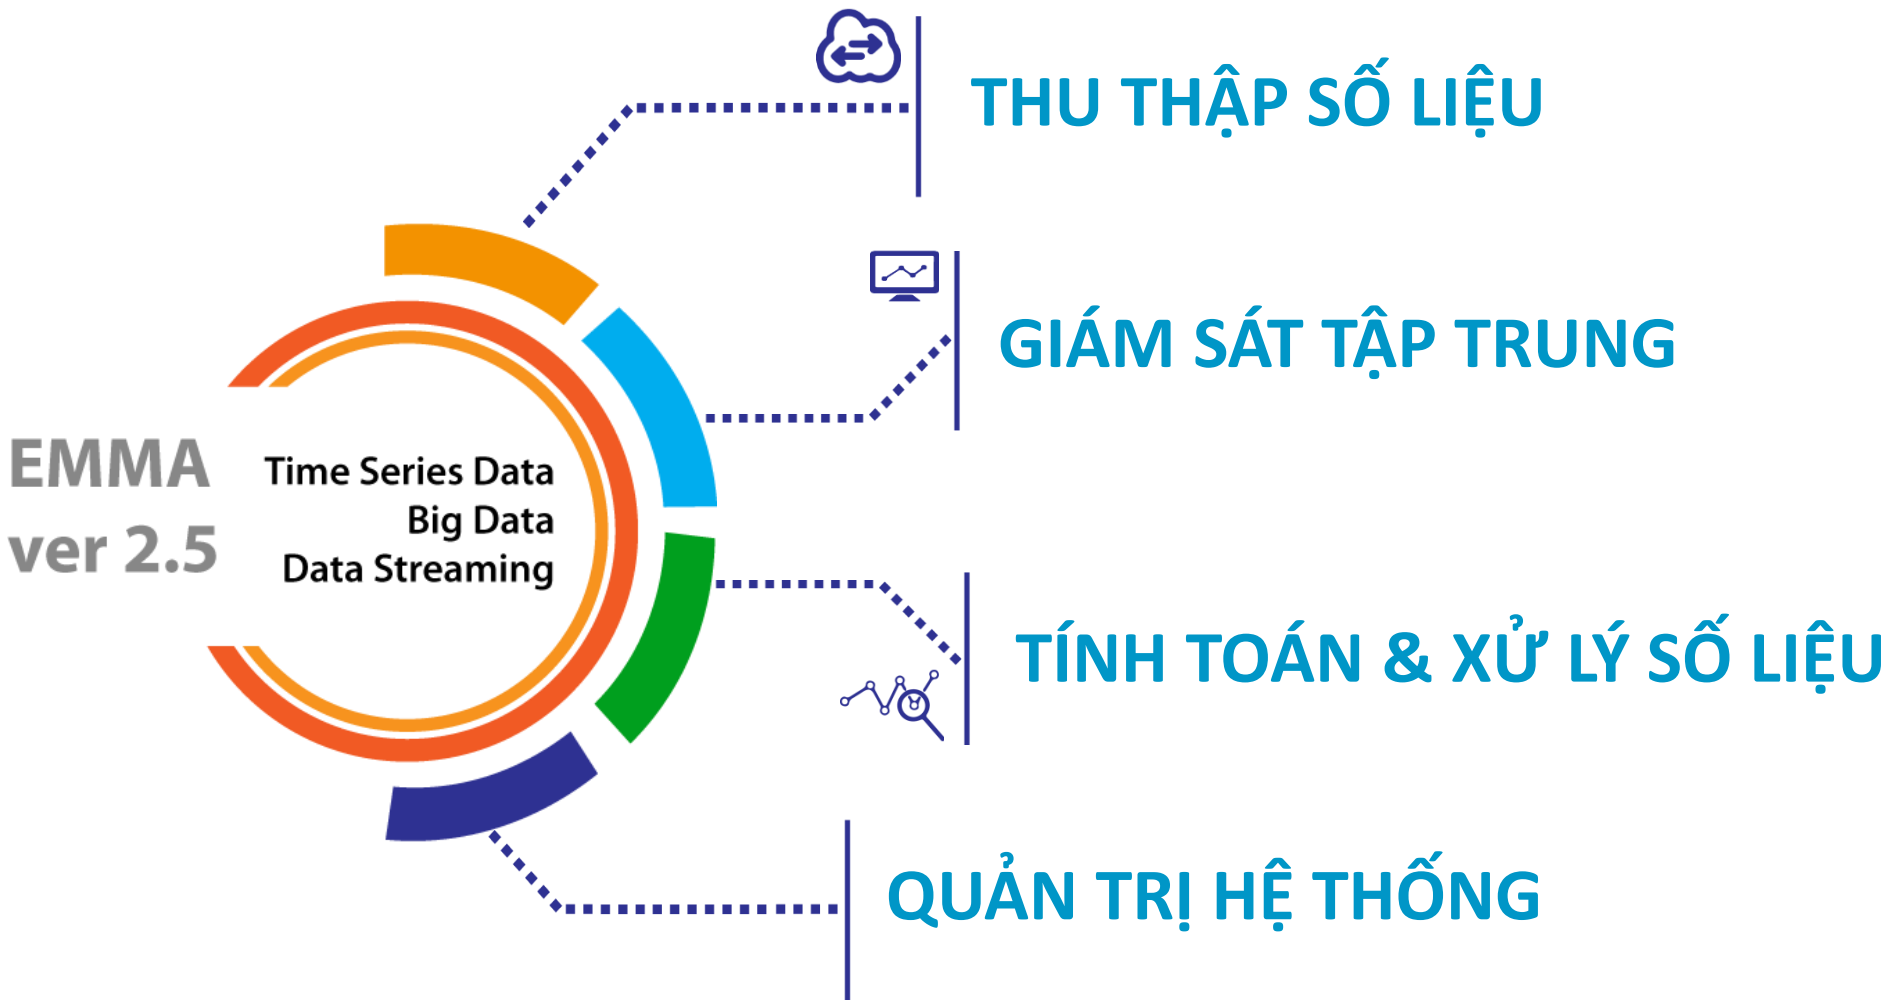 THU THẬP SỐ LIỆU
GIÁM SÁT TẬP TRUNG
EMMA
ver 2.5
Time Series Data
Big Data
Data Streaming
TÍNH TOÁN & XỬ LÝ SỐ LIỆU
QUẢN TRỊ HỆ THỐNG